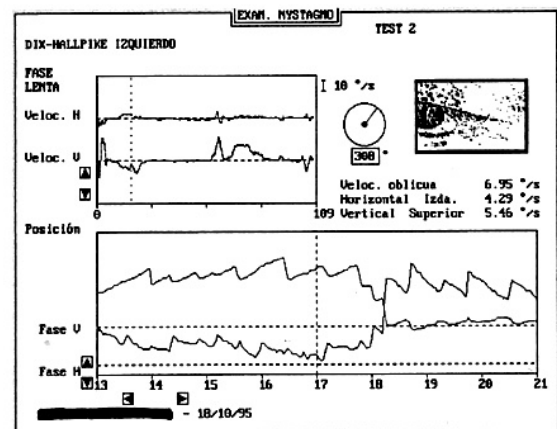 EXAM. NYSTAGMO
TEST 2
DIX-HALLPIKE IZQUIERDO
FASE
LENTA
10 °/s
Veloc. H
Veloc. V
308 °
Veloc. oblicua 6.95 °/s
Horizontal Izda. 4.29 °/s
Vertical Superior 5.46 °/s
0 109
Posición
Fase V
Fase H
13 14 15 16 17 18 19 20 21
- 18/10/95